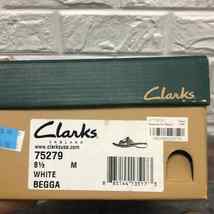 Clarks
Clarks
ENGLAND
www.clarksusa.com
75279
8½ M
WHITE
BEGGA